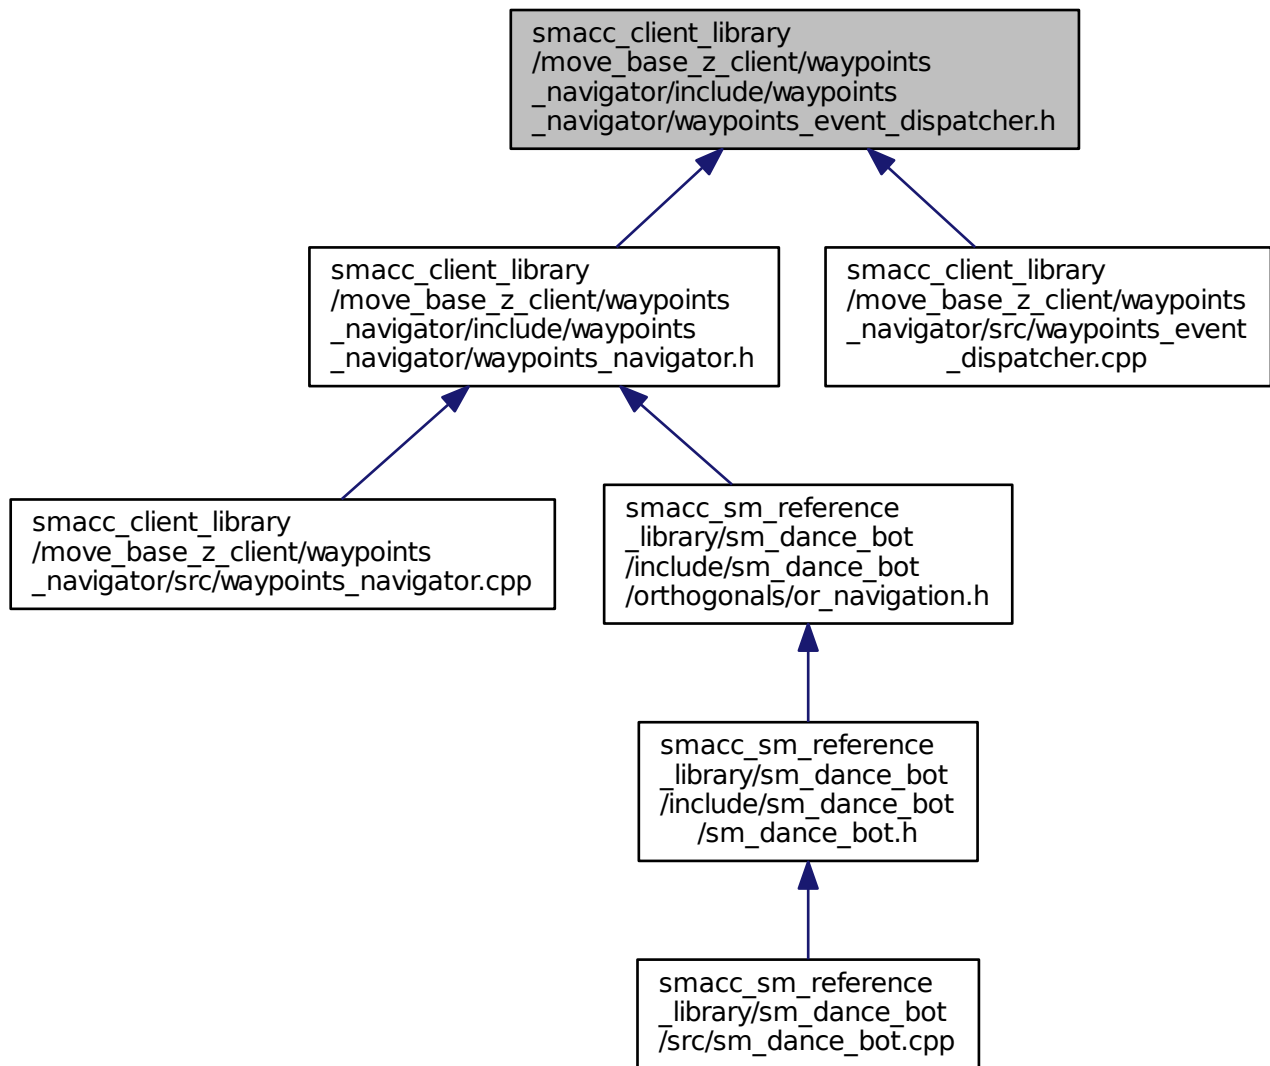 smacc_client_library
/move_base_z_client/waypoints
_navigator/include/waypoints
_navigator/waypoints_event_dispatcher.h
smacc_client_library
/move_base_z_client/waypoints
_navigator/include/waypoints
_navigator/waypoints_navigator.h
smacc_client_library
/move_base_z_client/waypoints
_navigator/src/waypoints_event
_dispatcher.cpp
smacc_client_library
/move_base_z_client/waypoints
_navigator/src/waypoints_navigator.cpp
smacc_sm_reference
_library/sm_dance_bot
/include/sm_dance_bot
/orthogonals/or_navigation.h
smacc_sm_reference
_library/sm_dance_bot
/include/sm_dance_bot
/sm_dance_bot.h
smacc_sm_reference
_library/sm_dance_bot
/src/sm_dance_bot.cpp